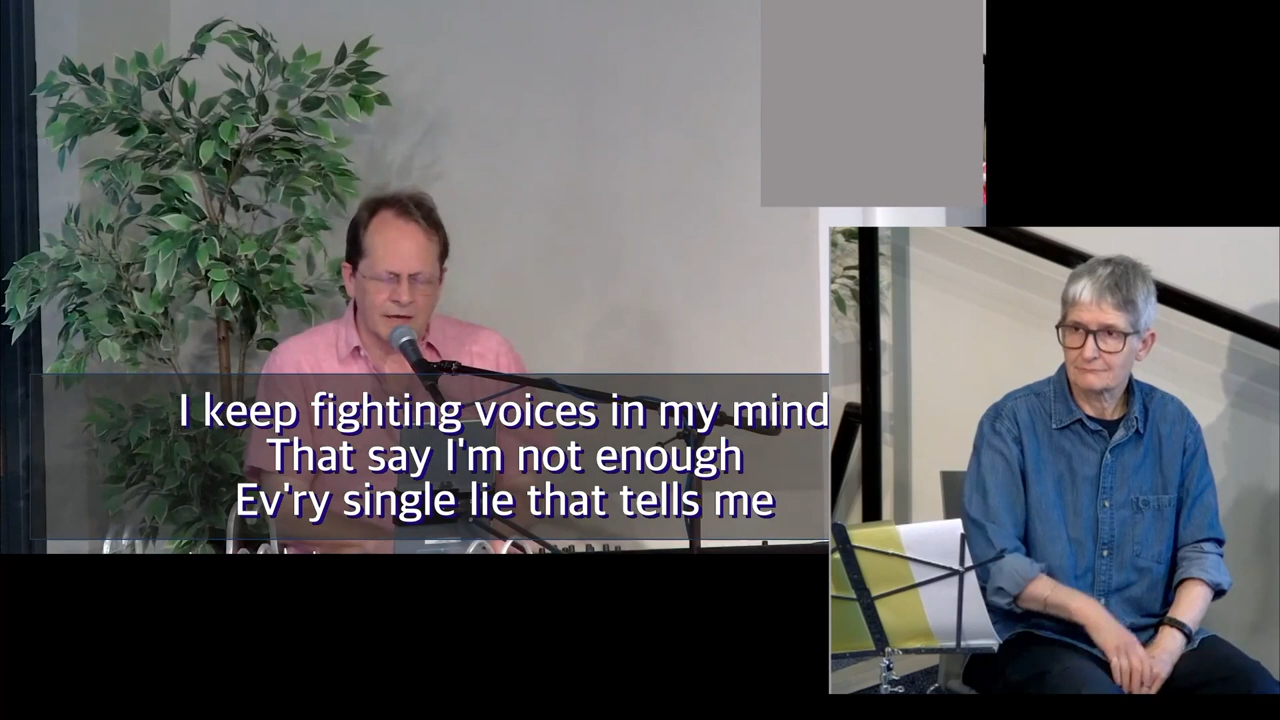 I keep fighting voices in my mind
That say I'm not enough
Ev'ry single lie that tells me